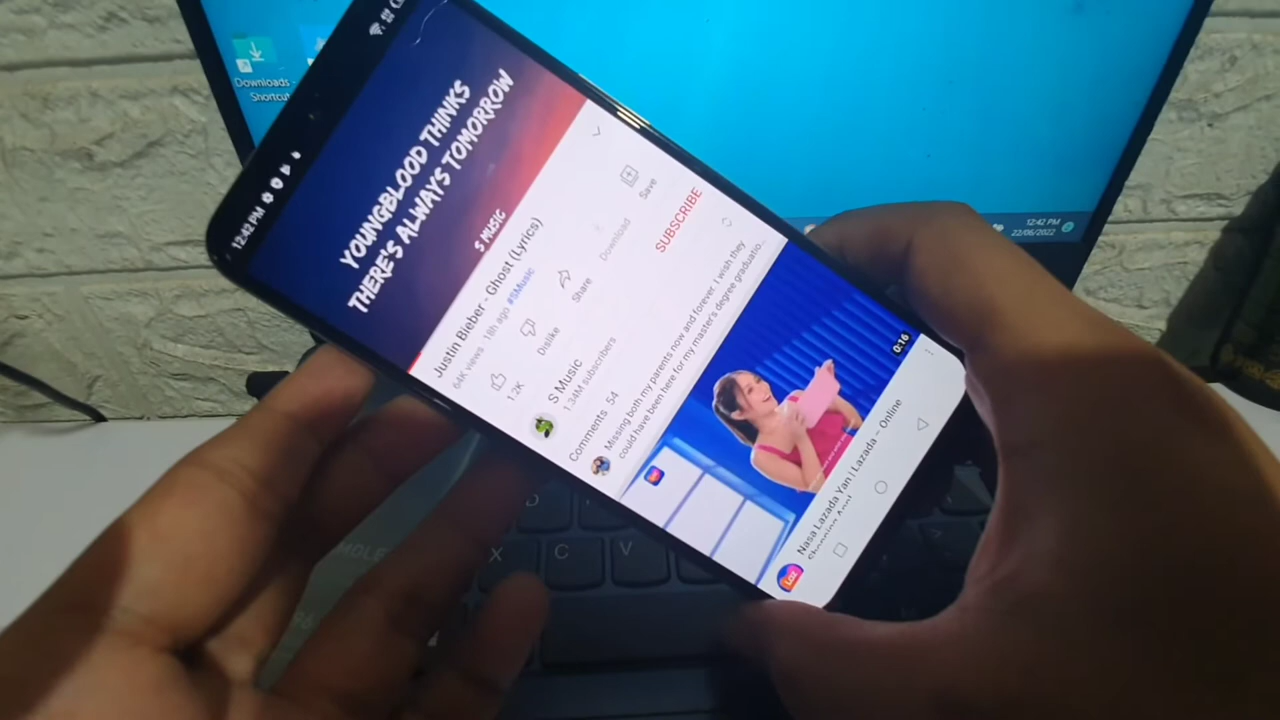 Downloads -
Shortcut
12:42 PM
YOUNGBLOOD THINKS
THERE'S ALWAYS TOMORROW
S MUSIC
Justin Bieber - Ghost (Lyrics)
64K views 18h ago #SMusic
1.2K
Dislike
Share
Download
Save
S Music
1.34M subscribers
SUBSCRIBE
Comments 54
Missing both my parents now and forever. I wish they
could have been here for my master's degree graduatio...
0:16
Nasa Lazada Yan | Lazada – Online
LAZ
12:42 PM
22/06/2022
X
C
V